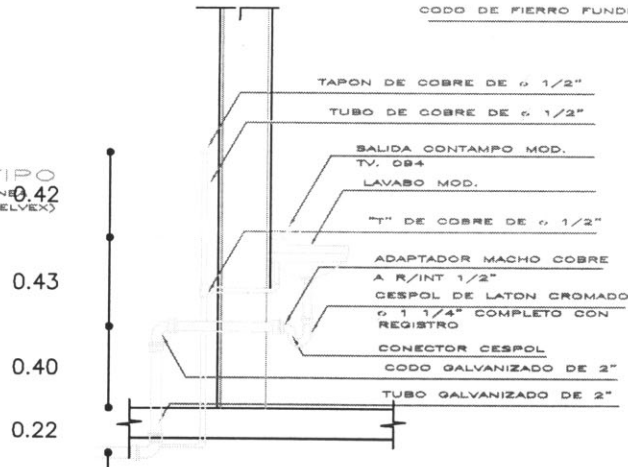 CODO DE FIERRO
TAPON DE COBRE DE ø 1/2"
TUBO DE COBRE DE ø 1/2"
SALIDA CONTAMPO MOD.
TV. 084
LAVABO MOD.
TIPO
0.42
"T" DE COBRE DE ø 1/2"
ADAPTADOR MACHO COBRE
A R/INT 1/2"
0.43
CESPOL DE LATON CROMADO
ø 1 1/4" COMPLETO CON
REGISTRO
CONECTOR CESPOL
0.40
CODO GALVANIZADO DE 2"
TUBO GALVANIZADO DE 2"
0.22